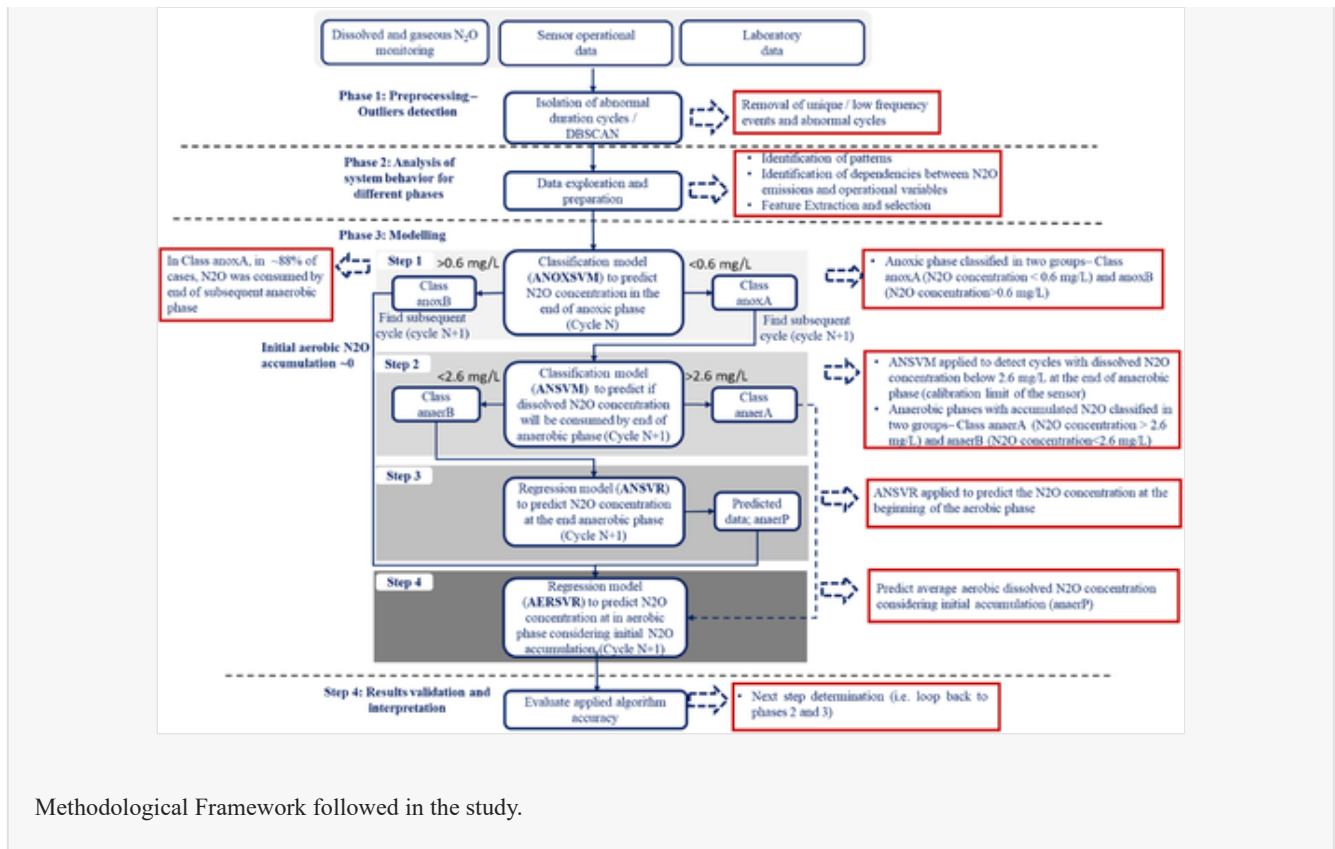 Dissolved and gaseous N₂O
monitoring
Sensor operational
data
Laboratory
data
Phase 1: Preprocessing–
Outliers detection
Isolation of abnormal
duration cycles /
DBSCAN
Removal of unique / low frequency
events and abnormal cycles
Phase 2: Analysis of
system behavior for
different phases
Data exploration and
preparation
• Identification of patterns
• Identification of dependencies between N2O
emissions and operational variables
• Feature Extraction and selection
Phase 3: Modelling
In Class anoxA, in ~88% of
cases, N2O was consumed by
end of subsequent anaerobic
phase
Step 1
>0.6 mg/L
Class
anoxB
Find subsequent
cycle (cycle N+1)
Classification model
(ANOXSVM) to predict
N2O concentration in the
end of anoxic phase
(Cycle N)
<0.6 mg/L
Class
anoxA
Find subsequent
cycle (cycle N+1)
• Anoxic phase classified in two groups– Class
anoxA (N2O concentration < 0.6 mg/L) and anoxB
(N2O concentration>0.6 mg/L)
Initial aerobic N2O
accumulation ~0
Step 2
<2.6 mg/L
Class
anaerB
Classification model
(ANSVM) to predict if
dissolved N2O concentration
will be consumed by end of
anaerobic phase (Cycle N+1)
>2.6 mg/L
Class
anaerA
• ANSVM applied to detect cycles with dissolved N2O
concentration below 2.6 mg/L at the end of anaerobic
phase (calibration limit of the sensor)
• Anaerobic phases with accumulated N2O classified in
two groups– Class anaerA (N2O concentration > 2.6
mg/L) and anaerB (N2O concentration<2.6 mg/L)
Step 3
Regression model (ANSVR)
to predict N2O concentration
at the end anaerobic phase
(Cycle N+1)
Predicted
data; anaerP
ANSVR applied to predict the N2O concentration at the
beginning of the aerobic phase
Step 4
Regression model
(AERSVR) to predict N2O
concentration at in aerobic
phase considering initial N2O
accumulation (Cycle N+1)
Predict average aerobic dissolved N2O concentration
considering initial accumulation (anaerP)
Step 4: Results validation and
interpretation
Evaluate applied algorithm
accuracy
• Next step determination (i.e. loop back to
phases 2 and 3)
Methodological Framework followed in the study.